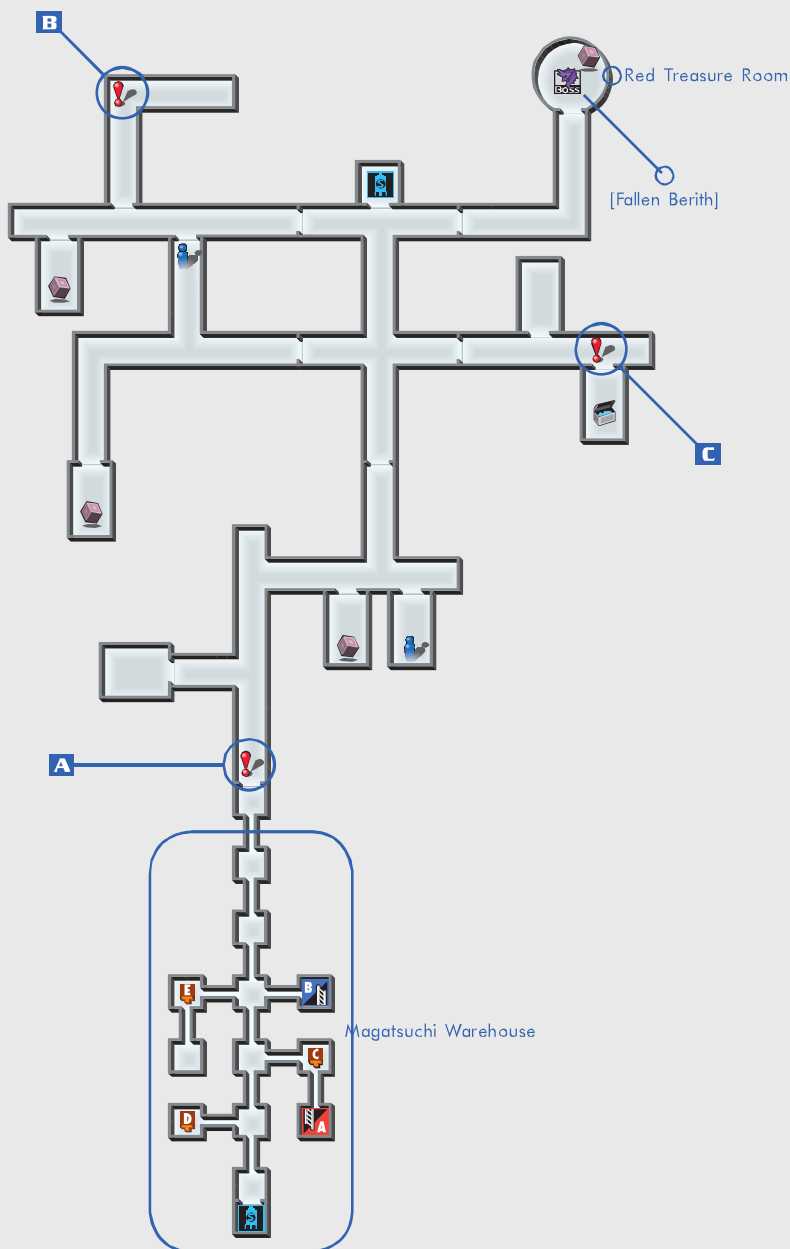 B
Red Treasure Room
BOSS
S
[Fallen Berith]
C
A
E
B
Magatsuchi Warehouse
C
D
A
S